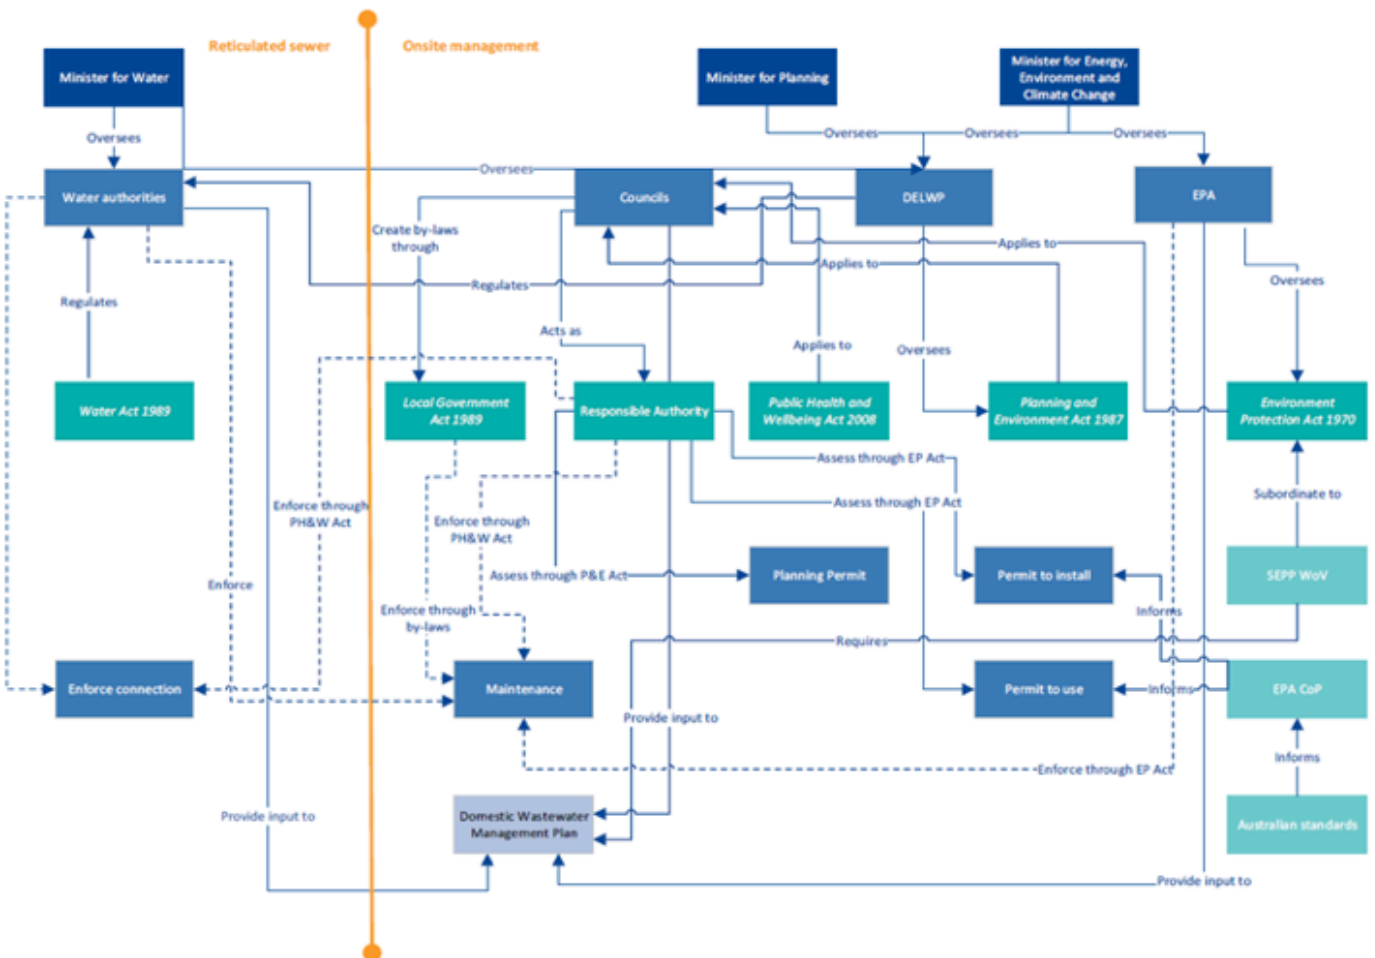 Reticulated sewer
Onsite management
Minister for Water
Minister for Planning
Minister for Energy,
Environment and
Climate Change
Oversees
Oversees
Oversees
Oversees
Oversees
Water authorities
Councils
DELWP
EPA
Create by-laws
through
Applies to
Applies to
Regulates
Oversees
Regulates
Acts as
Applies to
Oversees
Water Act 1989
Local Government
Act 1989
Responsible Authority
Public Health and
Wellbeing Act 2008
Planning and
Environment Act 1987
Environment
Protection Act 1970
Assess through EP Act
Assess through EP Act
Subordinate to
Enforce through
PH&W Act
Enforce through
PH&W Act
Assess through P&E Act
Planning Permit
Permit to install
SEPP WoV
Enforce
Enforce through
by-laws
Informs
Requires
Enforce connection
Maintenance
Permit to use
Informs
EPA CoP
Provide input to
Informs
Enforce through EP Act
Provide input to
Domestic Wastewater
Management Plan
Australian standards
Provide input to